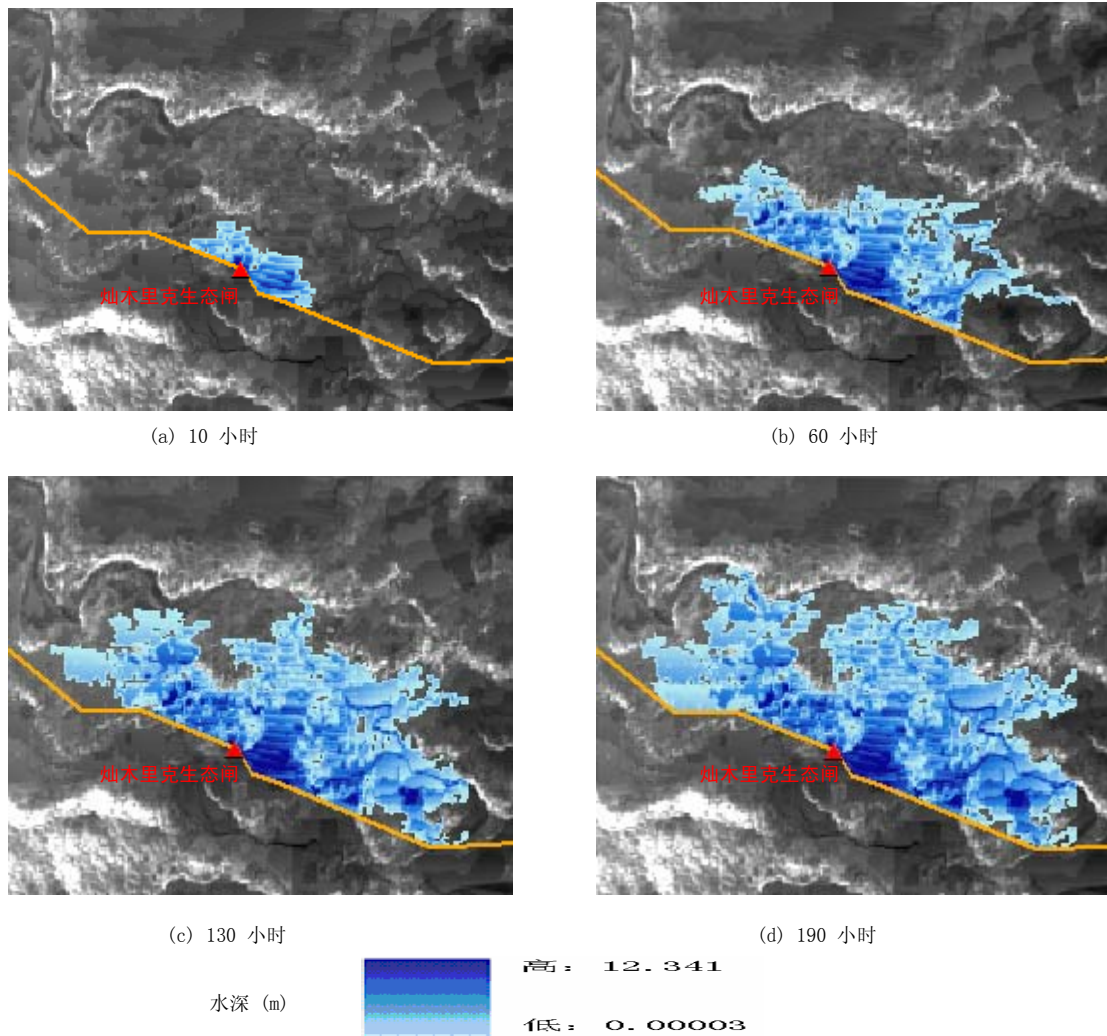 灿木里克生态闸
灿木里克生态闸
(a) 10 小时
(b) 60 小时
灿木里克生态闸
灿木里克生态闸
(c) 130 小时
(d) 190 小时
高: 12.341
水深 (m)
低: 0.00003